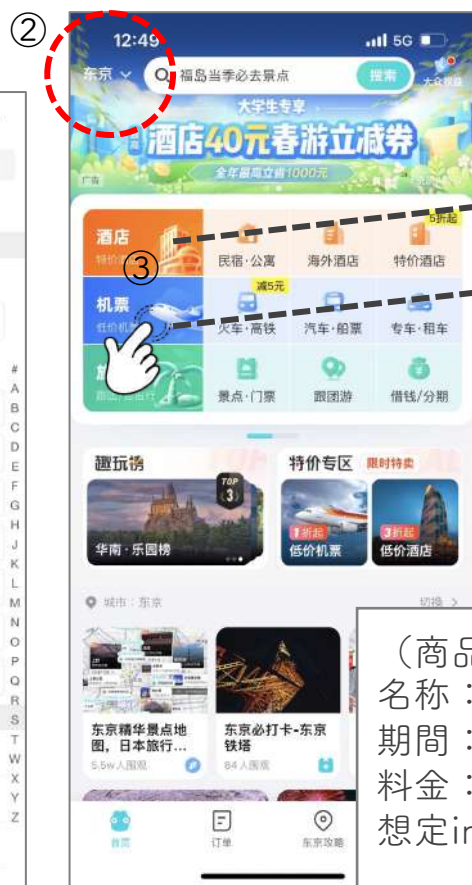 ②
12:49
5G
东京
福岛当季必去景点
搜索
大学生专享
酒店40元春游立减券
全年最高立省1000元
广告
5折起
酒店
③
民宿·公寓
海外酒店
特价酒店
减5元
机票
火车·高铁
汽车·船票
专车·租车
景点·门票
跟团游
借钱/分期
#
A
B
C
D
E
F
G
H
J
K
L
M
N
O
P
Q
R
S
T
W
X
Y
Z
趣玩榜
TOP
3
特价专区
限时特卖
华南·乐园榜
1折起
低价机票
3折起
低价酒店
城市：东京
切换 >
东京精华景点地
图，日本旅行...
5.5w人围观
东京必打卡-东京
铁塔
84人围观
首页
订单
东京攻略
（商品
名称：
期間：
料金：
想定in